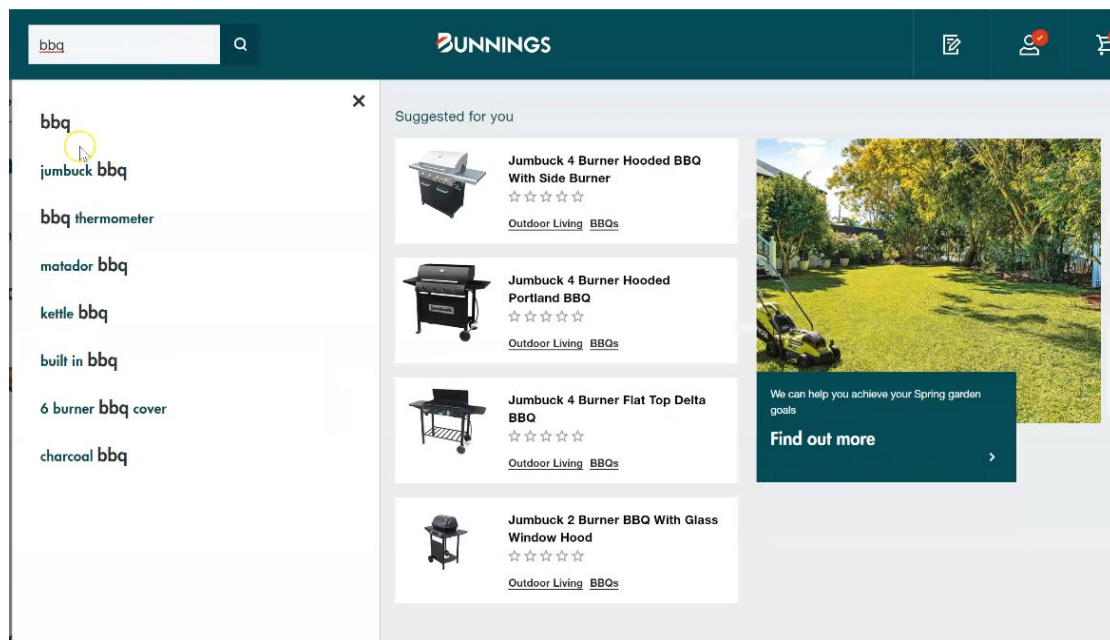 bbq
BUNNINGS
bbq
jumbuck bbq
bbq thermometer
matador bbq
kettle bbq
built in bbq
6 burner bbq cover
charcoal bbq
Suggested for you
Jumbuck 4 Burner Hooded BBQ
With Side Burner
Outdoor Living BBQs
Jumbuck 4 Burner Hooded
Portland BBQ
Outdoor Living BBQs
Jumbuck 4 Burner Flat Top Delta
BBQ
Outdoor Living BBQs
Jumbuck 2 Burner BBQ With Glass
Window Hood
Outdoor Living BBQs
We can help you achieve your Spring garden
goals
Find out more